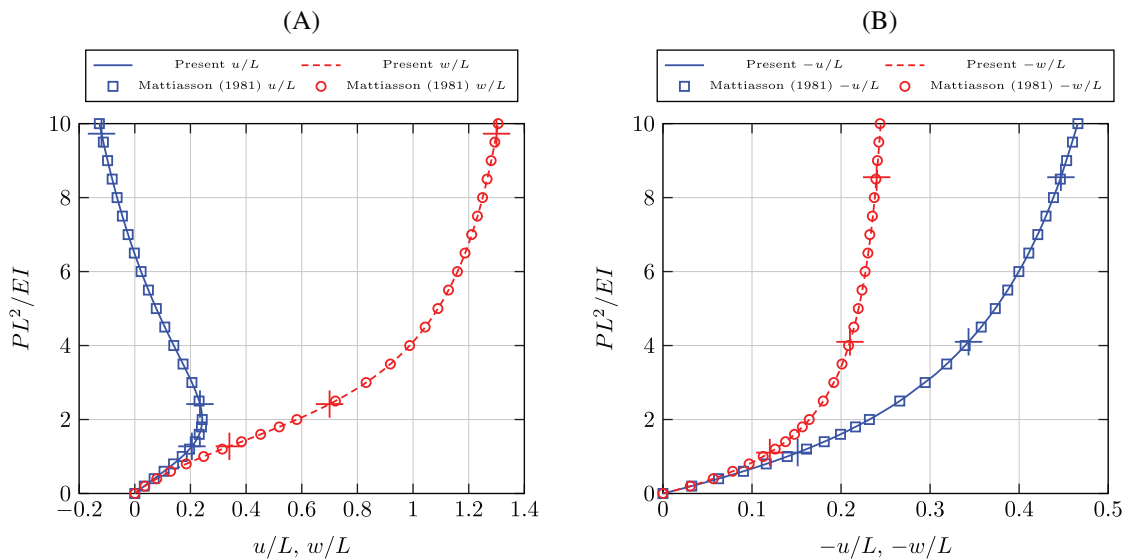 (A)
Present u/L Present w/L
Mattiasson (1981) u/L Mattiasson (1981) w/L
10
8
6
4
2
0
PL²/EI
−0.2 0 0.2 0.4 0.6 0.8 1 1.2 1.4
u/L, w/L
(B)
Present −u/L Present −w/L
Mattiasson (1981) −u/L Mattiasson (1981) −w/L
10
8
6
4
2
0
PL²/EI
0 0.1 0.2 0.3 0.4 0.5
−u/L, −w/L